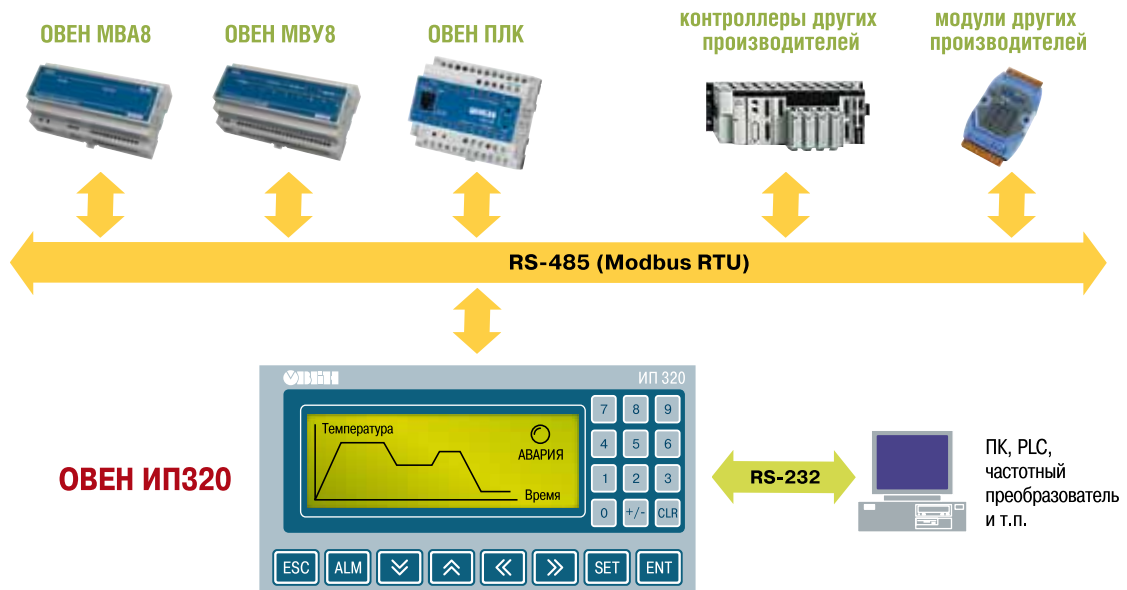 ОВЕН МВА8
ОВЕН МВУ8
ОВЕН ПЛК
контроллеры других
производителей
модули других
производителей
RS-485 (Modbus RTU)
ОВЕН ИП320
ОВЕН
ИП 320
Температура
АВАРИЯ
Время
7 8 9
4 5 6
1 2 3
0 +/- CLR
ESC ALM SET ENT
RS-232
ПК, PLC,
частотный
преобразователь
и т.п.